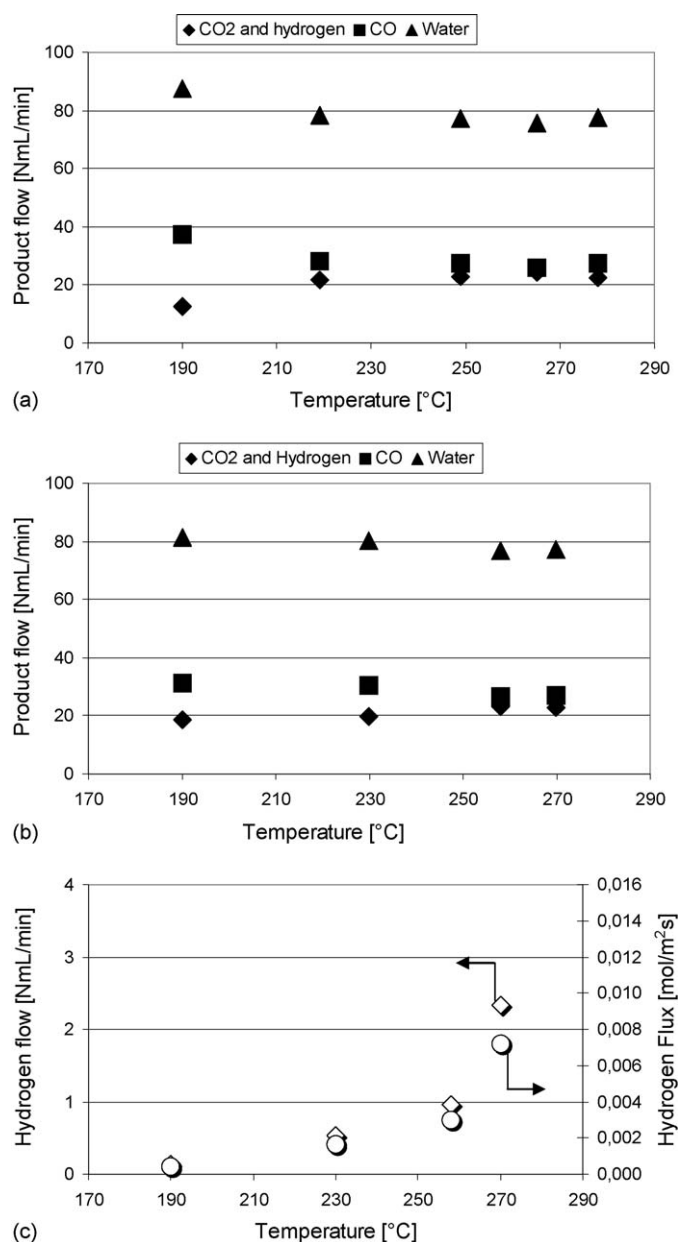 ◆ CO2 and hydrogen ■ CO ▲ Water
100
80
60
40
20
0
Product flow [NmL/min]
170 190 210 230 250 270 290
Temperature [°C]
(a)
◆ CO2 and Hydrogen ■ CO ▲ Water
100
80
60
40
20
0
Product flow [NmL/min]
170 190 210 230 250 270 290
Temperature [°C]
(b)
4
3
2
1
0
Hydrogen flow [NmL/min]
0,016
0,014
0,012
0,010
0,008
0,006
0,004
0,002
0,000
Hydrogen Flux [mol/m²s]
170 190 210 230 250 270 290
Temperature [°C]
(c)